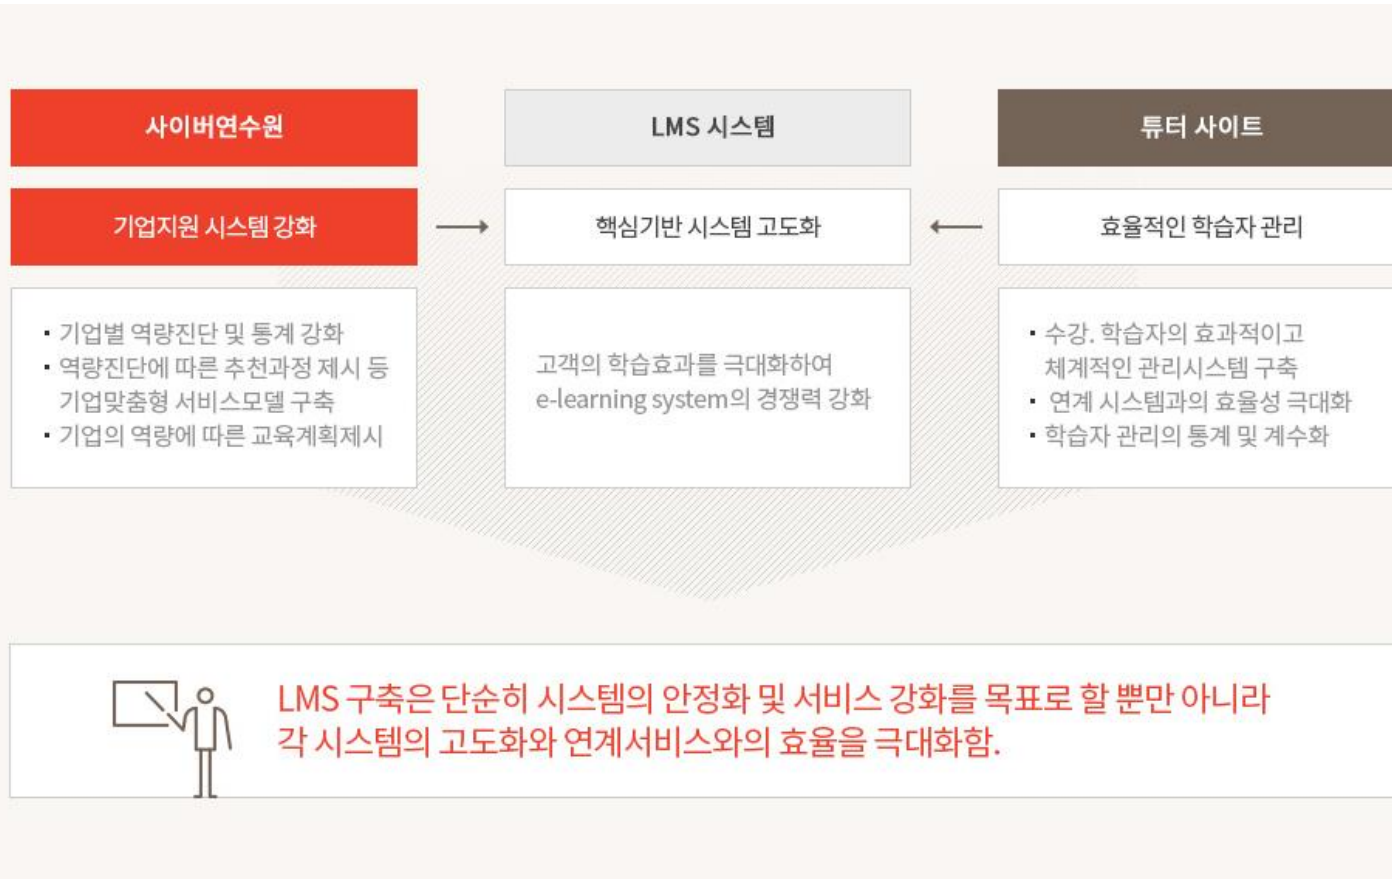 사이버연수원
LMS 시스템
튜터 사이트
기업지원 시스템 강화
핵심기반 시스템 고도화
효율적인 학습자 관리
기업별 역량진단 및 통계 강화
역량진단에 따른 추천과정 제시 등
기업맞춤형 서비스모델 구축
기업의 역량에 따른 교육계획제시
고객의 학습효과를 극대화하여
e-learning system의 경쟁력 강화
수강. 학습자의 효과적이고
체계적인 관리시스템 구축
연계 시스템과의 효율성 극대화
학습자 관리의 통계 및 계수화
LMS 구축은 단순히 시스템의 안정화 및 서비스 강화를 목표로 할 뿐만 아니라
각 시스템의 고도화와 연계서비스와의 효율을 극대화함.